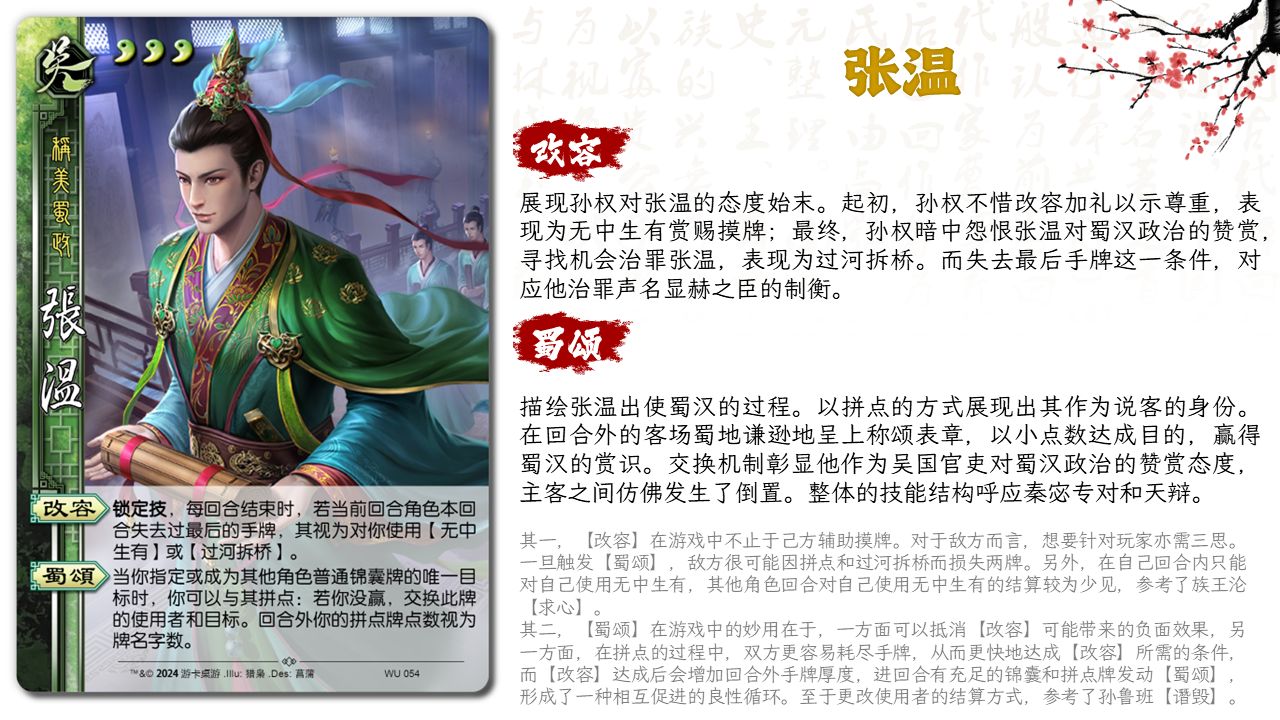 吳
稱美蜀政
張溫
改容
锁定技，每回合结束时，若当前回合角色本回
合失去过最后的手牌，其视为对你使用【无中
生有】或【过河拆桥】。
蜀頌
当你指定或成为其他角色普通锦囊牌的唯一目
标时，你可以与其拼点：若你没赢，交换此牌
的使用者和目标。回合外你的拼点牌点数视为
牌名字数。
™&© 2024 游卡桌游 .Illu: 猎枭 .Des: 菖蒲 WU 054
张温
改容
展现孙权对张温的态度始末。起初，孙权不惜改容加礼以示尊重，表
现为无中生有赏赐摸牌；最终，孙权暗中怨恨张温对蜀汉政治的赞赏，
寻找机会治罪张温，表现为过河拆桥。而失去最后手牌这一条件，对
应他治罪声名显赫之臣的制衡。
蜀颂
描绘张温出使蜀汉的过程。以拼点的方式展现出其作为说客的身份。
在回合外的客场蜀地谦逊地呈上称颂表章，以小点数达成目的，赢得
蜀汉的赏识。交换机制彰显他作为吴国官吏对蜀汉政治的赞赏态度，
主客之间仿佛发生了倒置。整体的技能结构呼应秦宓专对和天辩。
其一，【改容】在游戏中不止于己方辅助摸牌。对于敌方而言，想要针对玩家亦需三思。
一旦触发【蜀颂】，敌方很可能因拼点和过河拆桥而损失两牌。另外，在自己回合内只能
对自己使用无中生有，其他角色回合对自己使用无中生有的结算较为少见，参考了族王沦
【求心】。
其二，【蜀颂】在游戏中的妙用在于，一方面可以抵消【改容】可能带来的负面效果，另
一方面，在拼点的过程中，双方更容易耗尽手牌，从而更快地达成【改容】所需的条件，
而【改容】达成后会增加回合外手牌厚度，进回合有充足的锦囊和拼点牌发动【蜀颂】，
形成了一种相互促进的良性循环。至于更改使用者的结算方式，参考了孙鲁班【谮毁】。